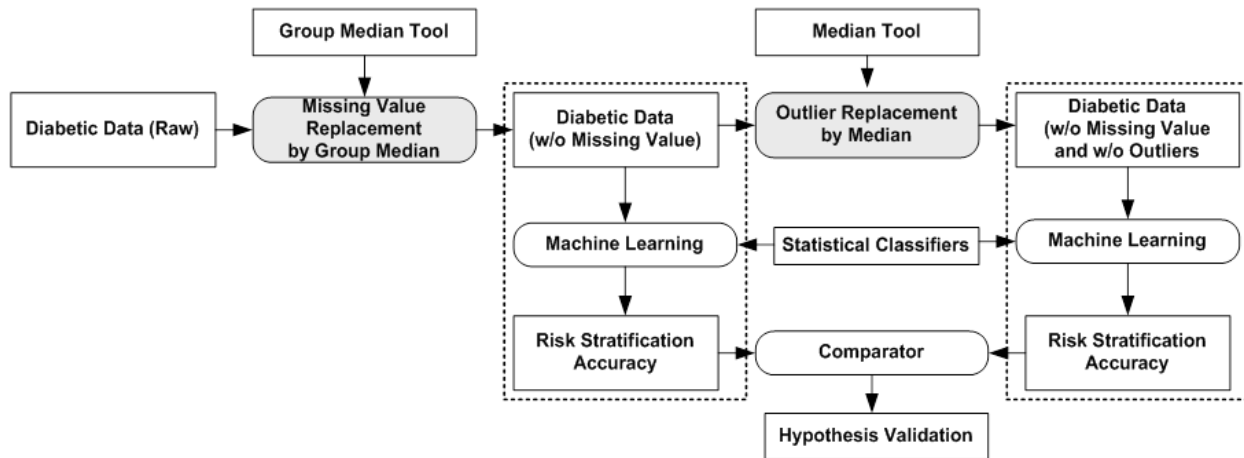 Group Median Tool
Median Tool
Diabetic Data (Raw)
Missing Value
Replacement
by Group Median
Diabetic Data
(w/o Missing Value)
Outlier Replacement
by Median
Diabetic Data
(w/o Missing Value
and w/o Outliers
Machine Learning
Statistical Classifiers
Machine Learning
Risk Stratification
Accuracy
Comparator
Risk Stratification
Accuracy
Hypothesis Validation